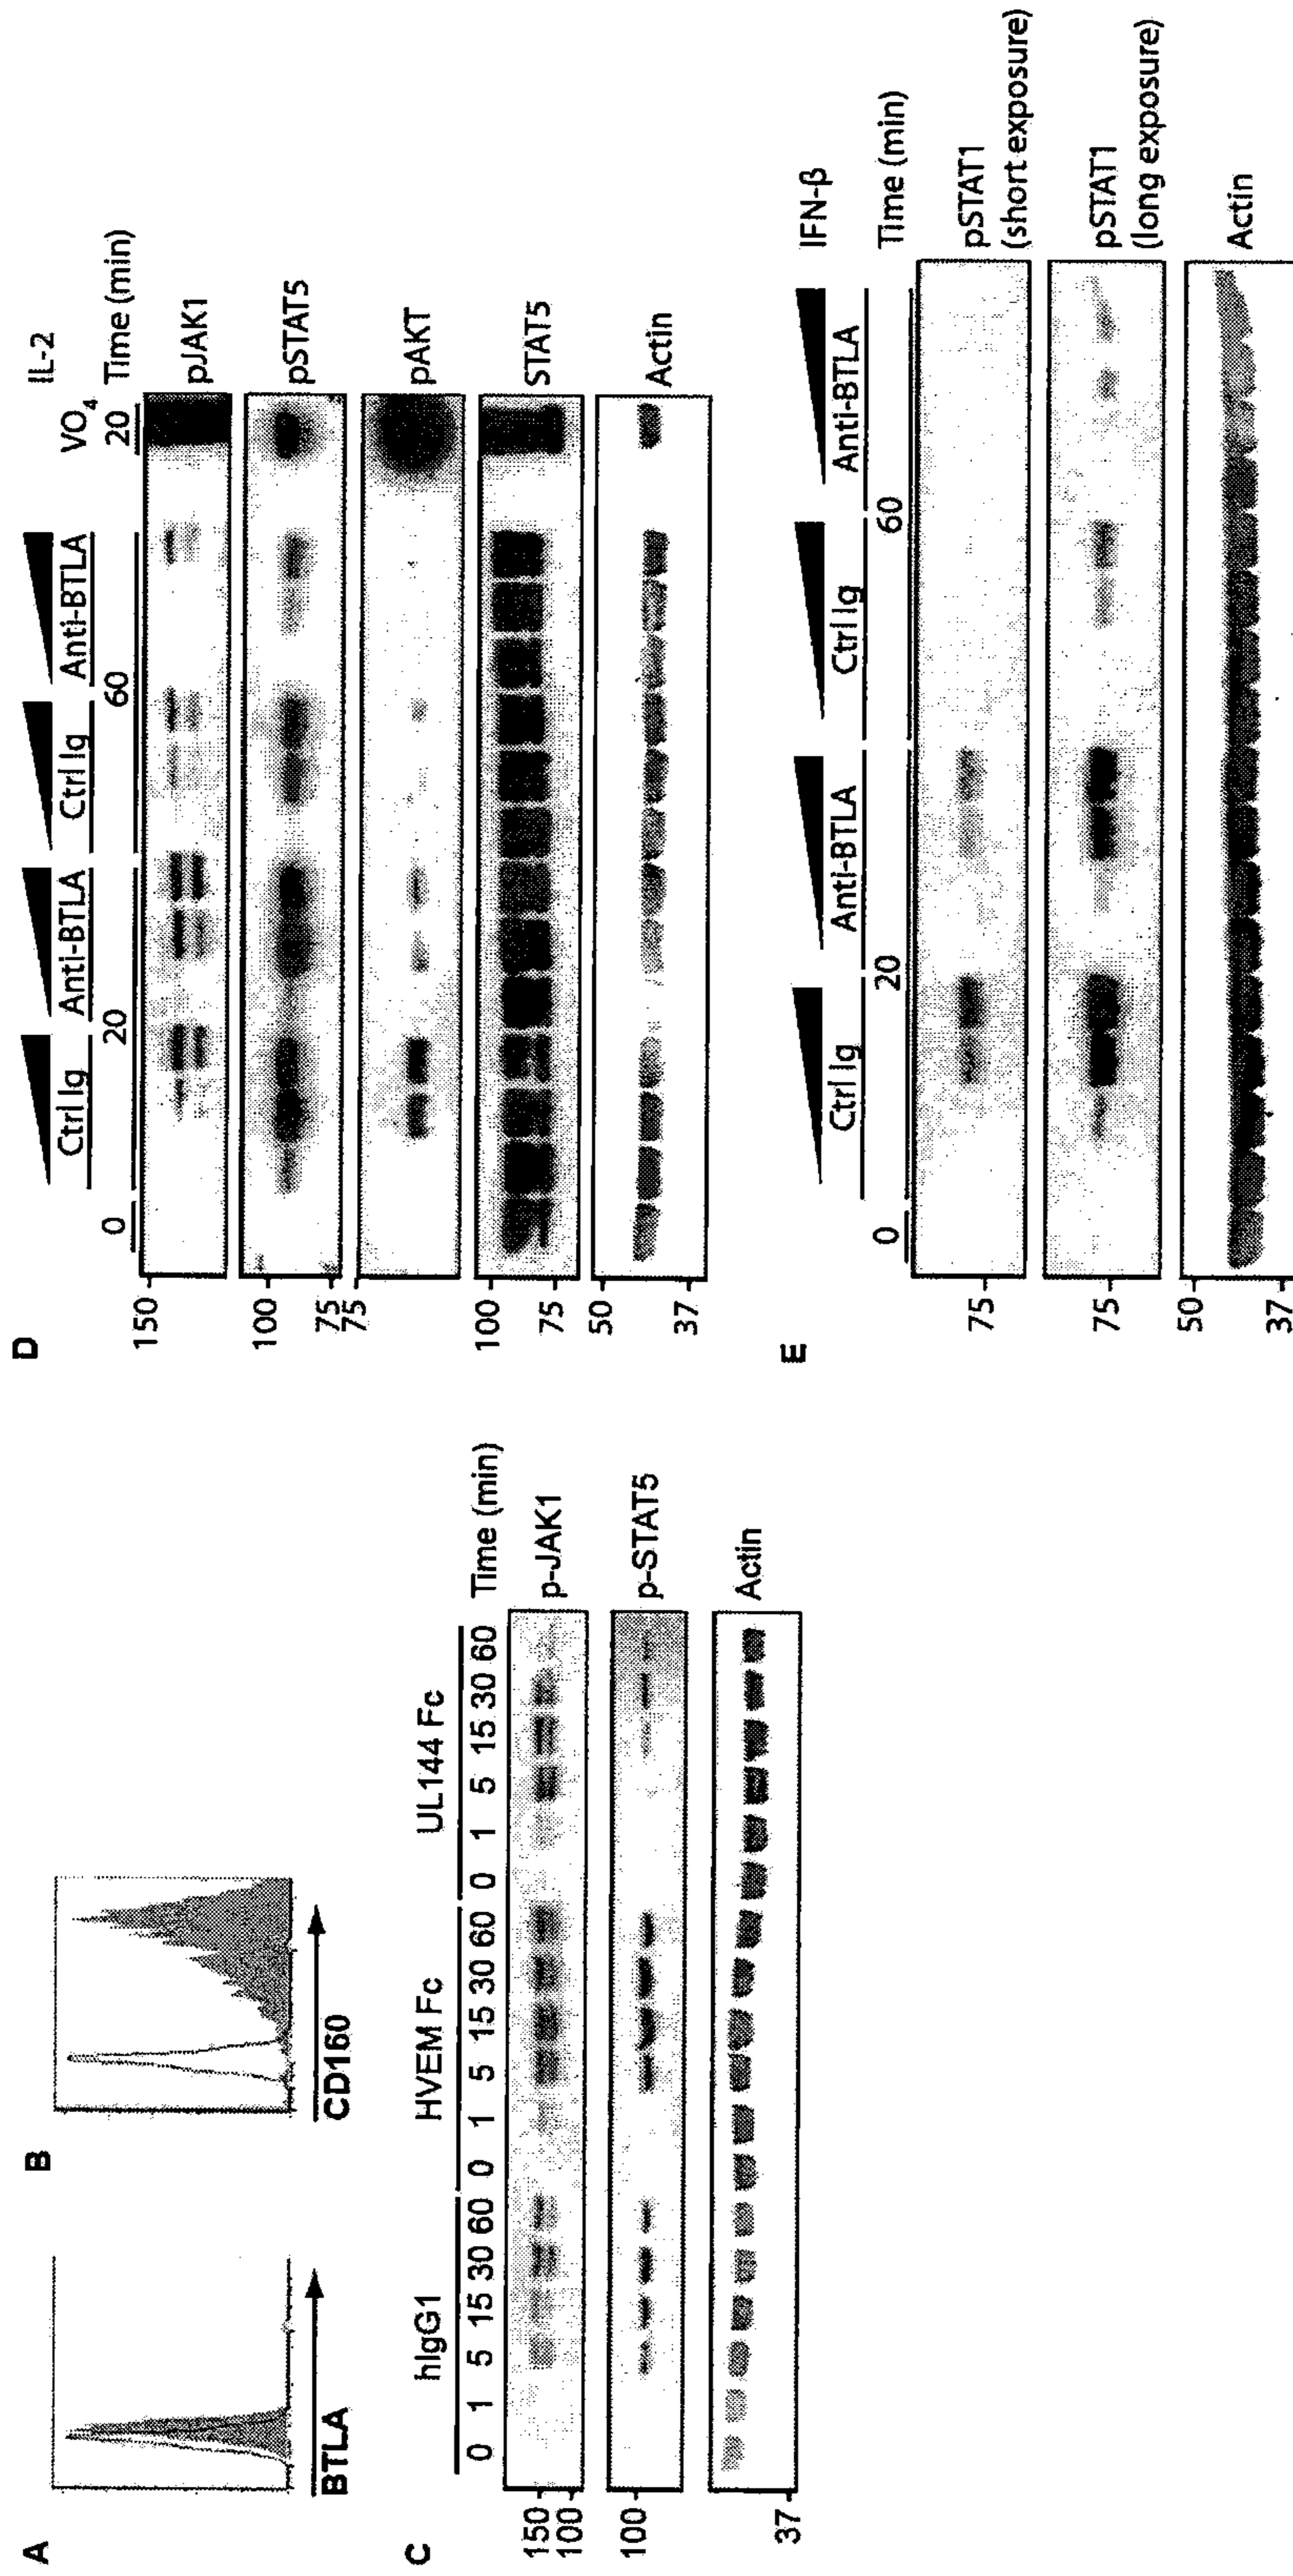 A
BTLA
B
CD160
C
hIgG1 HVEM Fc UL144 Fc
0 1 5 15 30 60 0 1 5 15 30 60 0 1 5 15 30 60 Time (min)
150
100
p-JAK1
100
p-STAT5
37
Actin
D
IL-2
Ctrl Ig Anti-BTLA Ctrl Ig Anti-BTLA VO4
0 20 60 20 Time (min)
150
pJAK1
100
75
pSTAT5
75
pAKT
100
75
STAT5
50
37
Actin
E
IFN-β
Ctrl Ig Anti-BTLA Ctrl Ig Anti-BTLA
0 20 60 Time (min)
75
pSTAT1
(short exposure)
75
pSTAT1
(long exposure)
50
37
Actin